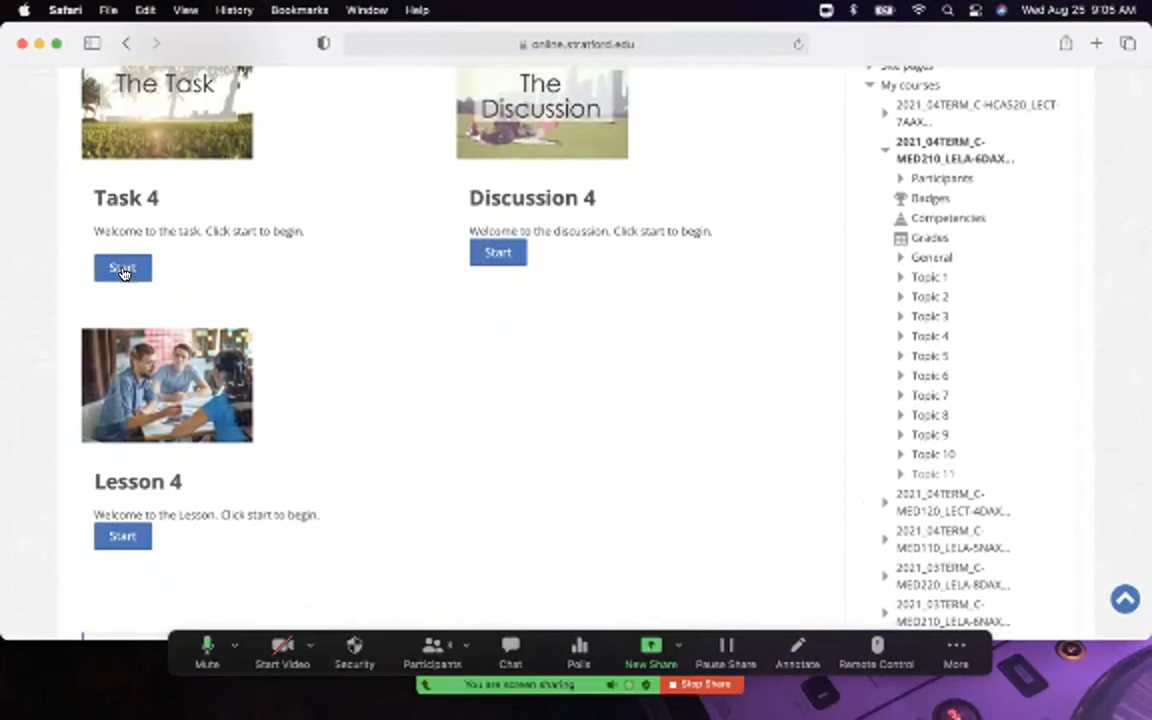 Safari File Edit View History Bookmarks Window Help Wed Aug 25 9:05 AM
online.stratford.edu
The Task
The
Discussion
Task 4
Welcome to the task. Click start to begin.
Start
Discussion 4
Welcome to the discussion. Click start to begin.
Start
Lesson 4
Welcome to the Lesson. Click start to begin.
Start
Site pages
My courses
2021_04TERM_C-HCA520_LECT-
7AAX...
2021_04TERM_C-
MED210_LELA-6DAX...
Participants
Badges
Competencies
Grades
General
Topic 1
Topic 2
Topic 3
Topic 4
Topic 5
Topic 6
Topic 7
Topic 8
Topic 9
Topic 10
Topic 11
2021_04TERM_C-
MED120_LECT-4DAX...
2021_04TERM_C-
MED110_LELA-5NAX...
2021_03TERM_C-
MED220_LELA-8DAX...
2021_03TERM_C-
MED210_LELA-6NAX...
Mute Start Video Security Participants Chat Polls New Share Pause Share Annotate Remote Control More
You are screen sharing Stop Share